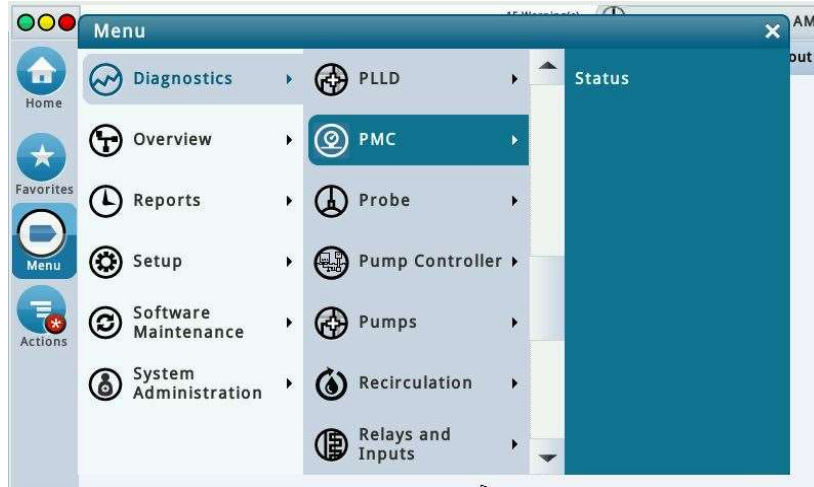 Menu
AM
Home
Favorites
Menu
Actions
Diagnostics
Overview
Reports
Setup
Software
Maintenance
System
Administration
PLLD
PMC
Probe
Pump Controller
Pumps
Recirculation
Relays and
Inputs
Status
out